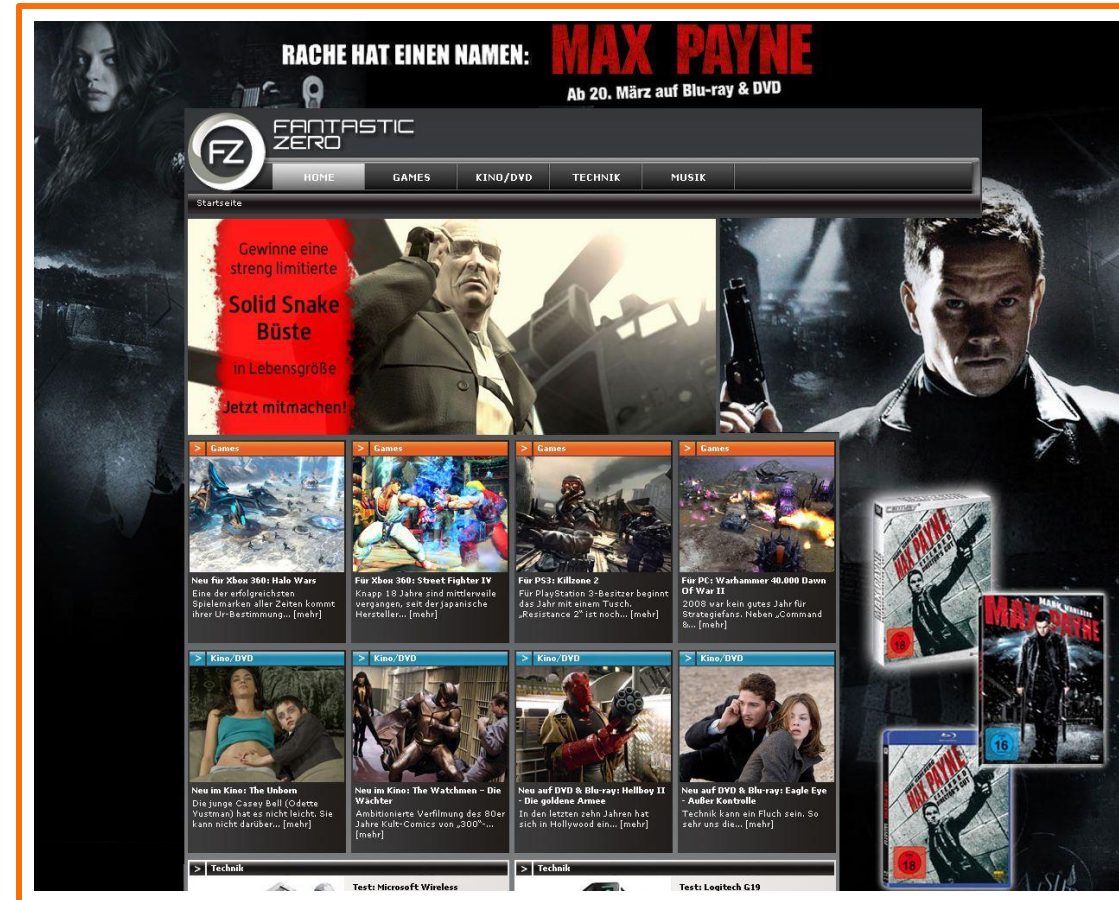 RACHE HAT EINEN NAMEN:
MAX PAYNE
Ab 20. März auf Blu-ray & DVD
FZ
FANTASTIC
ZERO
HOME
GAMES
KINO/DVD
TECHNIK
MUSIK
Startseite
Gewinne eine
streng limitierte
Solid Snake
Büste
in Lebensgröße
Jetzt mitmachen!
> Games
Neu für Xbox 360: Halo Wars
Eine der erfolgreichsten
Spielemarken aller Zeiten kommt
ihrer Ur-Bestimmung... [mehr]
> Games
Für Xbox 360: Street Fighter IV
Knapp 18 Jahre sind mittlerweile
vergangen, seit der japanische
Hersteller... [mehr]
> Games
Für PS3: Killzone 2
Für PlayStation 3-Besitzer beginnt
das Jahr mit einem Tusch.
„Resistance 2“ ist noch... [mehr]
> Games
Für PC: Warhammer 40.000 Dawn
Of War II
2008 war kein gutes Jahr für
Strategiefans. Neben „Command
&... [mehr]
> Kino/DVD
Neu im Kino: The Unborn
Die junge Casey Bell (Odette
Yustman) hat es nicht leicht. Sie
kann nicht darüber... [mehr]
> Kino/DVD
Neu im Kino: The Watchmen – Die
Wächter
Ambitionierte Verfilmung des 80er
Jahre Kult-Comics von „300“-...
[mehr]
> Kino/DVD
Neu auf DVD & Blu-ray: Hellboy II
- Die goldene Armee
In den letzten zehn Jahren hat
sich in Hollywood ein... [mehr]
> Kino/DVD
Neu auf DVD & Blu-ray: Eagle Eye
- Außer Kontrolle
Technik kann ein Fluch sein. So
sehr uns die... [mehr]
> Technik
Test: Microsoft Wireless
> Technik
Test: Logitech G19
MAX PAYNE
18
MARK WAHLBERG
MAX PAYNE
16
MAX PAYNE
18